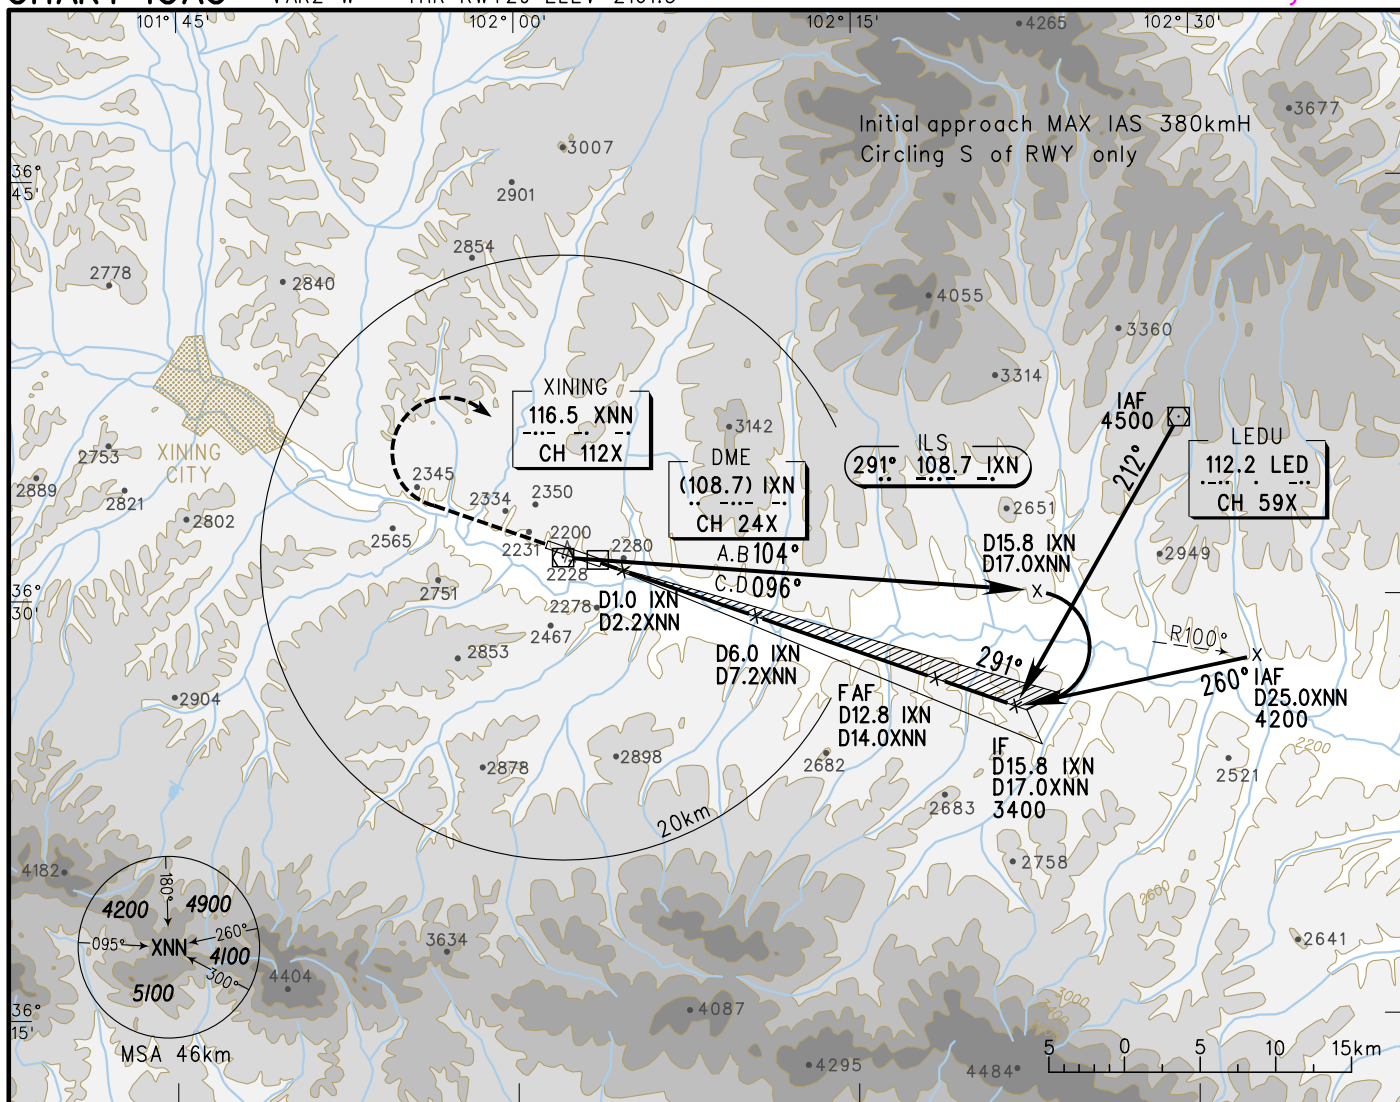 101°45'
102°00'
102°15'
102°30'
4265
3677
Initial approach MAX IAS 380kmH
Circling S of RWY only
3007
36°
45'
2901
2854
2778
2840
4055
3360
3314
XINING
116.5 XNN
CH 112X
IAF
4500
3142
ILS
291° 108.7 IXN
LEDU
112.2 LED
CH 59X
212°
DME
(108.7) IXN
CH 24X
2753
XINING
CITY
2889
2821
2345
2334
2350
2802
2651
2565
2200
2231
2280
2228
A.B 104°
C.D 096°
D15.8 IXN
D17.0XNN
2949
2751
2278
D1.0 IXN
D2.2XNN
36°
30'
2467
R100°
2853
D6.0 IXN
D7.2XNN
291°
260°
IAF
D25.0XNN
4200
2904
FAF
D12.8 IXN
D14.0XNN
IF
D15.8 IXN
D17.0XNN
3400
2200
2898
2878
2682
2521
2683
20km
2758
4182
2600
180°
4200
4900
095°
XNN
260°
4100
300°
5100
3634
2641
4404
3000
4087
36°
15'
MSA 46km
4295
4484
5 0 5 10 15km